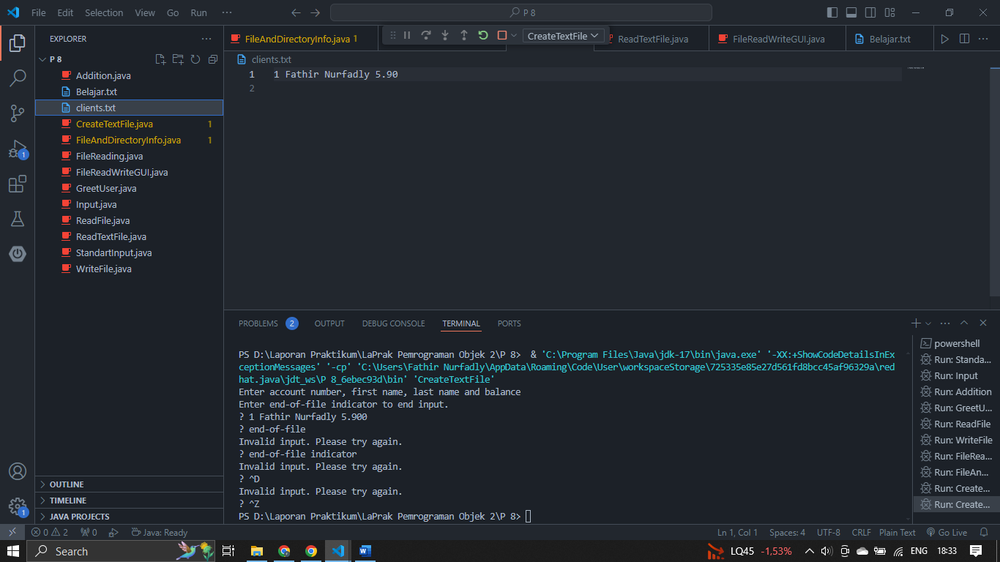 File Edit Selection View Go Run ···
P 8
EXPLORER
P 8
Addition.java
Belajar.txt
clients.txt
CreateTextFile.java 1
FileAndDirectoryInfo.java 1
FileReading.java
FileReadWriteGUI.java
GreetUser.java
Input.java
ReadFile.java
ReadTextFile.java
StandartInput.java
WriteFile.java
OUTLINE
TIMELINE
JAVA PROJECTS
1
1
FileAndDirectoryInfo.java 1
CreateTextFile
ReadTextFile.java
FileReadWriteGUI.java
Belajar.txt
clients.txt
1 1 Fathir Nurfadly 5.90
2
PROBLEMS 2 OUTPUT DEBUG CONSOLE TERMINAL PORTS
PS D:\Laporan Praktikum\LaPrak Pemrograman Objek 2\P 8> & 'C:\Program Files\Java\jdk-17\bin\java.exe' '-XX:+ShowCodeDetailsInEx
ceptionMessages' '-cp' 'C:\Users\Fathir Nurfadly\AppData\Roaming\Code\User\workspaceStorage\725335e85e27d561fd8bcc45af96329a\red
hat.java\jdt_ws\P 8_6ebec93d\bin' 'CreateTextFile'
Enter account number, first name, last name and balance
Enter end-of-file indicator to end input.
? 1 Fathir Nurfadly 5.900
? end-of-file
Invalid input. Please try again.
? end-of-file indicator
Invalid input. Please try again.
? ^D
Invalid input. Please try again.
? ^Z
PS D:\Laporan Praktikum\LaPrak Pemrograman Objek 2\P 8>
powershell
Run: Standa...
Run: Input
Run: Addition
Run: GreetU...
Run: ReadFile
Run: WriteFile
Run: FileRea...
Run: FileAn...
Run: Create...
Run: Create...
0 2 0 Java: Ready
Ln 1, Col 1 Spaces: 4 UTF-8 CRLF Plain Text Go Live
Search
LQ45 -1,53% ENG 18:33